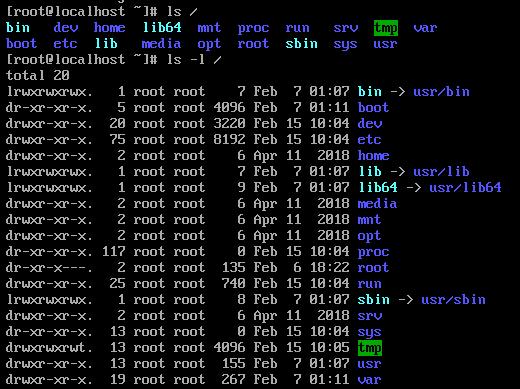 [root@localhost ~]# ls /
bin   dev  home  lib64  mnt  proc  run   srv  tmp  var
boot  etc  lib   media  opt  root  sbin  sys  usr
[root@localhost ~]# ls -l /
total 20
lrwxrwxrwx.   1 root root    7 Feb  7 01:07 bin -> usr/bin
dr-xr-xr-x.   5 root root 4096 Feb  7 01:11 boot
drwxr-xr-x.  20 root root 3220 Feb 15 10:04 dev
drwxr-xr-x.  75 root root 8192 Feb 15 10:04 etc
drwxr-xr-x.   2 root root    6 Apr 11  2018 home
lrwxrwxrwx.   1 root root    7 Feb  7 01:07 lib -> usr/lib
lrwxrwxrwx.   1 root root    9 Feb  7 01:07 lib64 -> usr/lib64
drwxr-xr-x.   2 root root    6 Apr 11  2018 media
drwxr-xr-x.   2 root root    6 Apr 11  2018 mnt
drwxr-xr-x.   2 root root    6 Apr 11  2018 opt
dr-xr-xr-x. 117 root root    0 Feb 15 10:04 proc
dr-xr-x---.   2 root root  135 Feb  6 18:22 root
drwxr-xr-x.  25 root root  740 Feb 15 10:04 run
lrwxrwxrwx.   1 root root    8 Feb  7 01:07 sbin -> usr/sbin
drwxr-xr-x.   2 root root    6 Apr 11  2018 srv
dr-xr-xr-x.  13 root root    0 Feb 15 10:04 sys
drwxrwxrwt.  13 root root 4096 Feb 15 10:05 tmp
drwxr-xr-x.  13 root root  155 Feb  7 01:07 usr
drwxr-xr-x.  19 root root  267 Feb  7 01:11 var